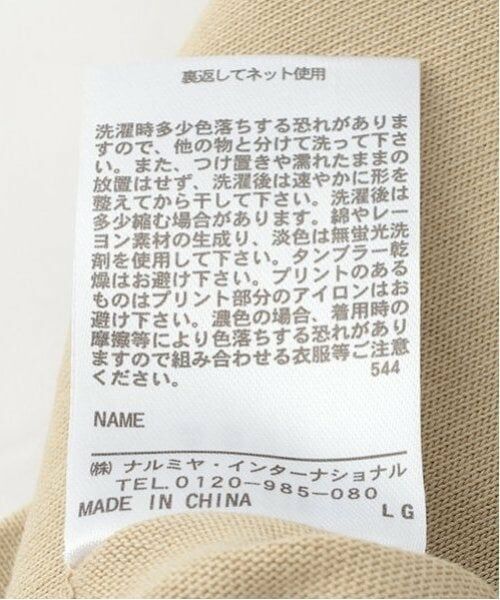 裏返してネット使用
洗濯時多少色落ちする恐れがありま
すので、他の物と分けて洗って下さ
い。また、つけ置きや濡れたままの
放置はせず、洗濯後は速やかに形を
整えてから干して下さい。洗濯後は
多少縮む場合があります。綿やレー
ヨン素材の生成り、淡色は無蛍光洗
剤を使用して下さい。タンブラー乾
燥はお避け下さい。プリントのある
ものはプリント部分のアイロンはお
避け下さい。濃色の場合、着用時の
摩擦等により色落ちする恐れがあり
ますので組み合わせる衣服等ご注意
ください。 544
NAME
㈱ ナルミヤ・インターナショナル
TEL.0120-985-080
MADE IN CHINA LG